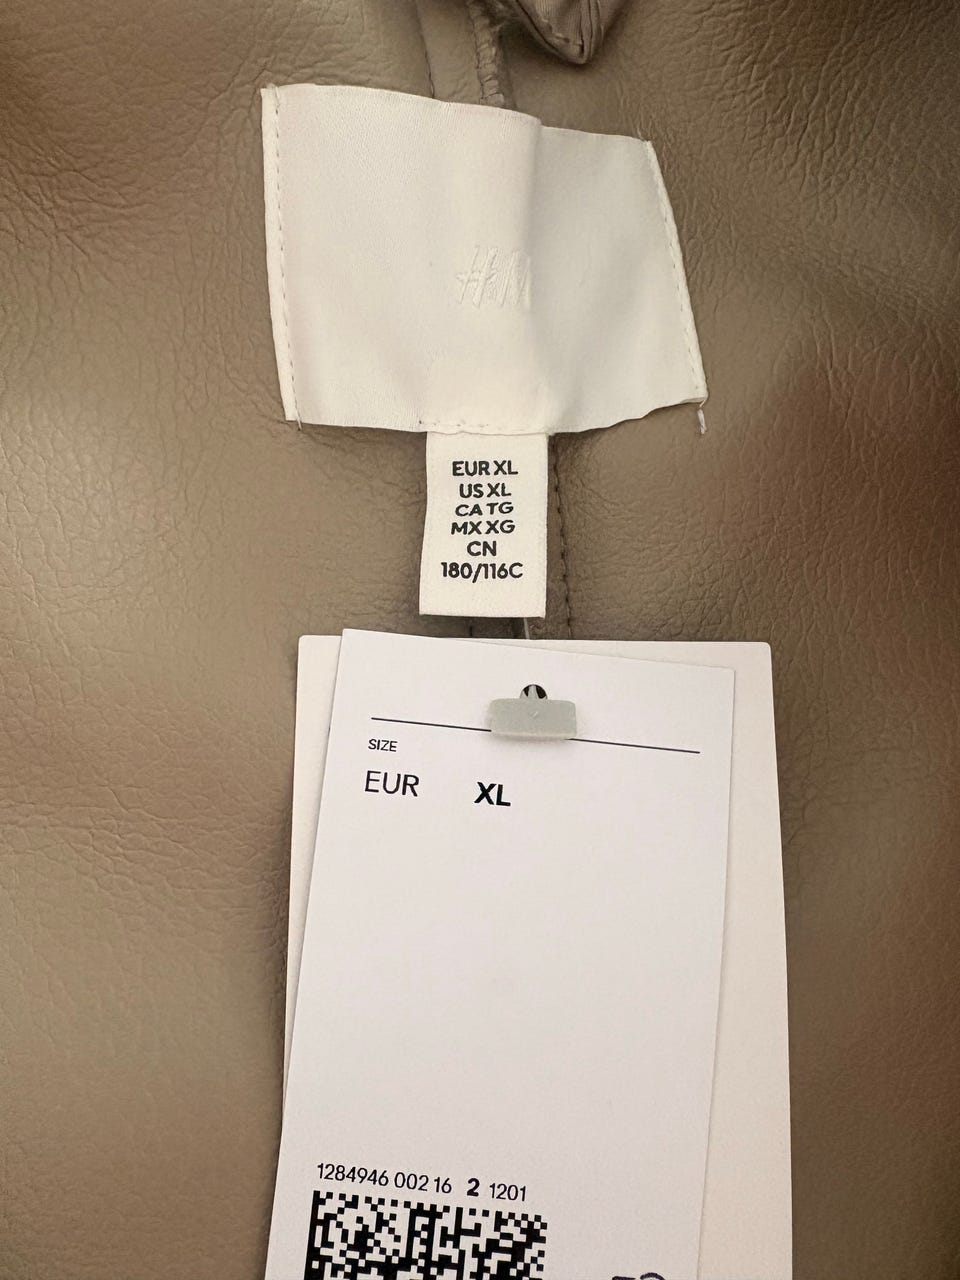 H&M
EUR XL
US XL
CA TG
MX XG
CN
180/116C
SIZE
EUR XL
1284946 002 16 2 1201